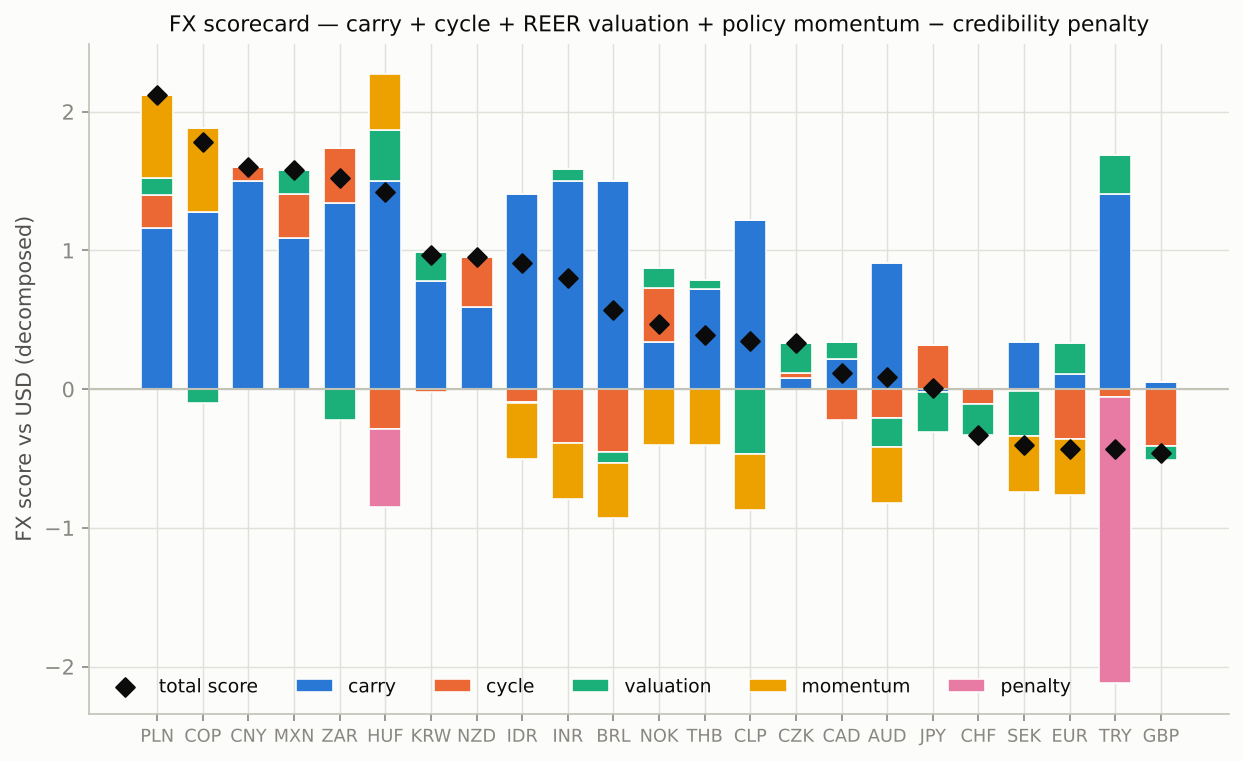 FX scorecard — carry + cycle + REER valuation + policy momentum − credibility penalty
FX score vs USD (decomposed)
2
1
0
−1
−2
total score carry cycle valuation momentum penalty
PLN COP CNY MXN ZAR HUF KRW NZD IDR INR BRL NOK THB CLP CZK CAD AUD JPY CHF SEK EUR TRY GBP